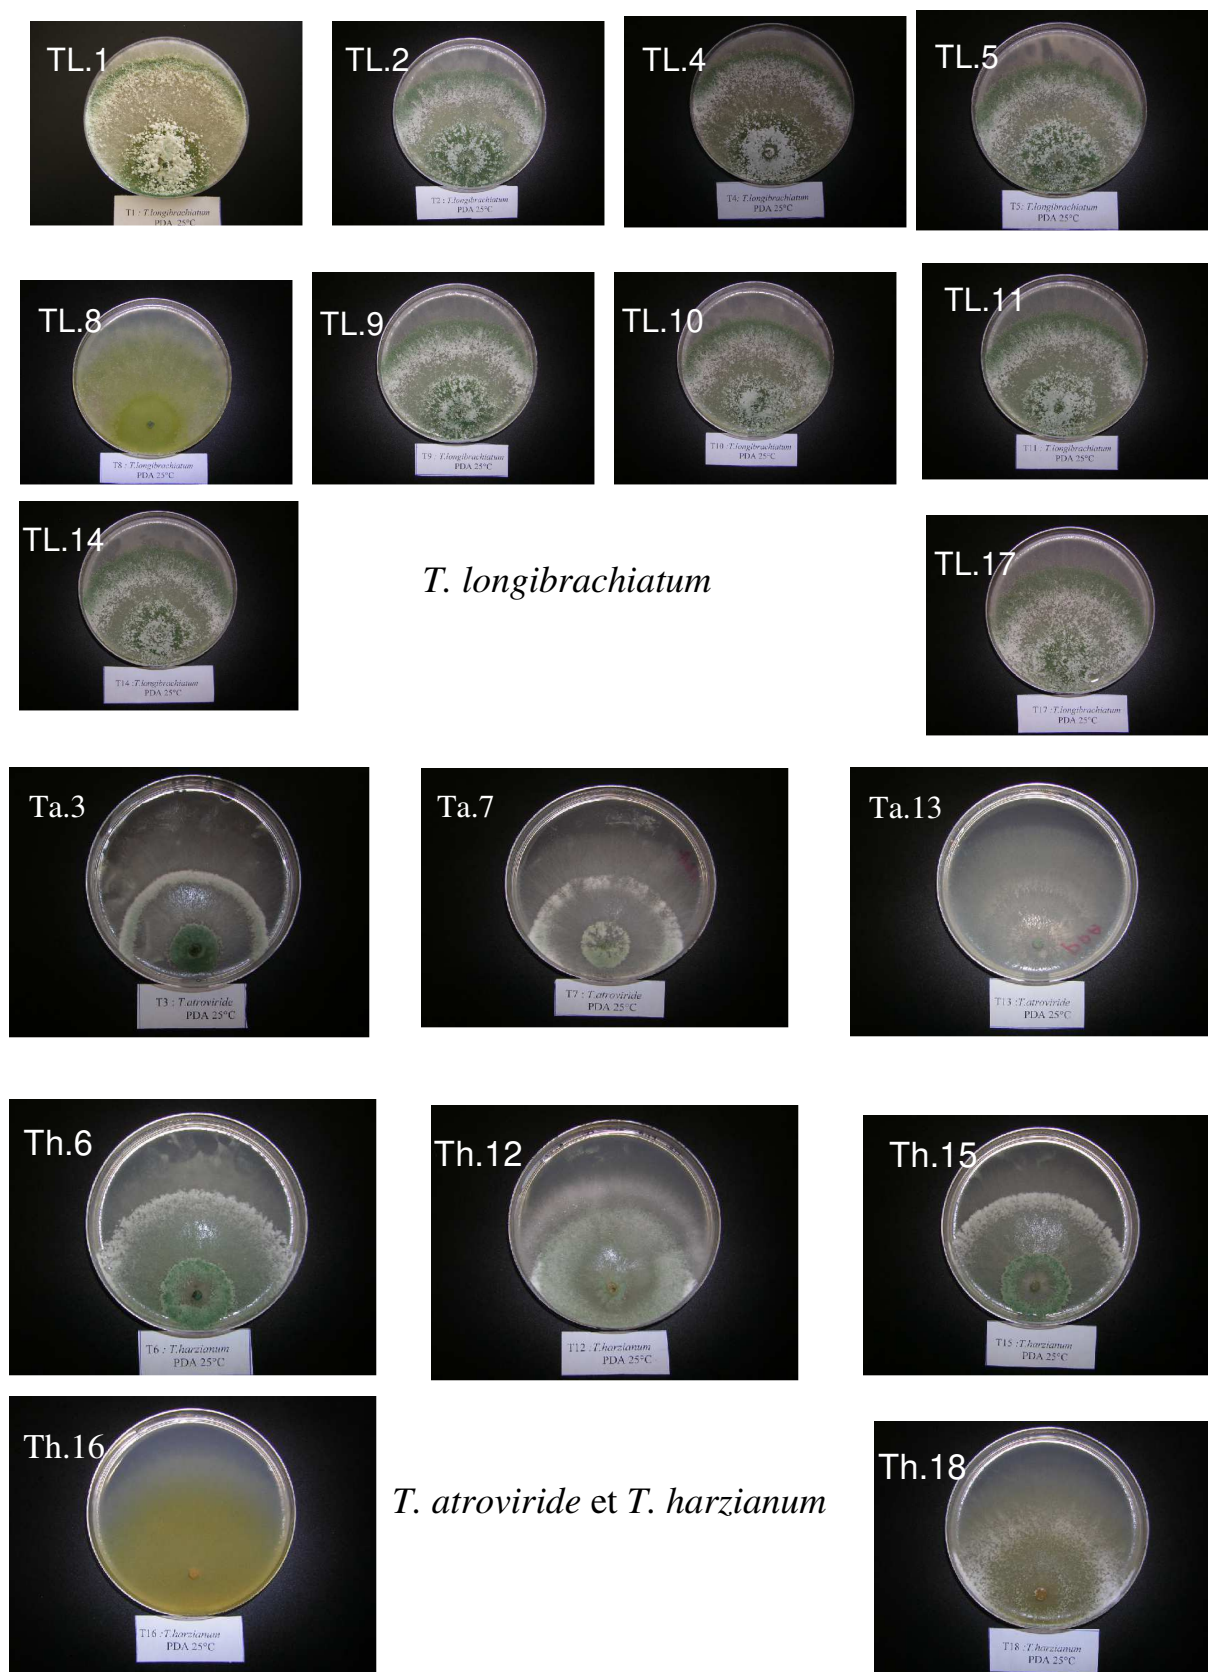 TL.1
T1 : T.longibrachiatum
PDA 25°C
TL.2
T2 : T.longibrachiatum
PDA 25°C
TL.4
T4: T.longibrachiatum
PDA 25°C
TL.5
T5: T.longibrachiatum
PDA 25°C
TL.8
T8 : T.longibrachiatum
PDA 25°C
TL.9
T9 : T.longibrachiatum
PDA 25°C
TL.10
T10 : T.longibrachiatum
PDA 25°C
TL.11
T11 : T.longibrachiatum
PDA 25°C
TL.14
T14 :T.longibrachiatum
PDA 25°C
T. longibrachiatum
TL.17
T17 :T.longibrachiatum
PDA 25°C
Ta.3
T3 : T.atroviride
PDA 25°C
Ta.7
T7 : T.atroviride
PDA 25°C
Ta.13
PDA
T13 :T.atroviride
PDA 25°C
Th.6
T6 : T.harzianum
PDA 25°C
Th.12
T12 : T.harzianum
PDA 25°C
Th.15
T15 : T.harzianum
PDA 25°C
Th.16
T16 :T.harzianum
PDA 25°C
T. atroviride et T. harzianum
Th.18
T18 :T.harzianum
PDA 25°C